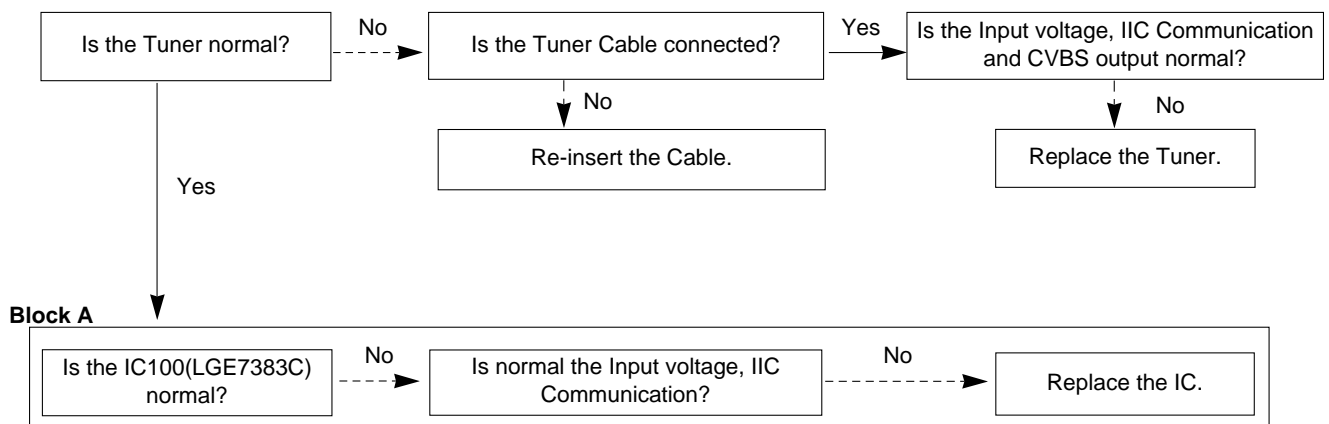 Is the Tuner normal?
No
Is the Tuner Cable connected?
Yes
Is the Input voltage, IIC Communication
and CVBS output normal?
No
No
Re-insert the Cable.
Replace the Tuner.
Yes
Block A
Is the IC100(LGE7383C)
normal?
No
Is normal the Input voltage, IIC
Communication?
No
Replace the IC.